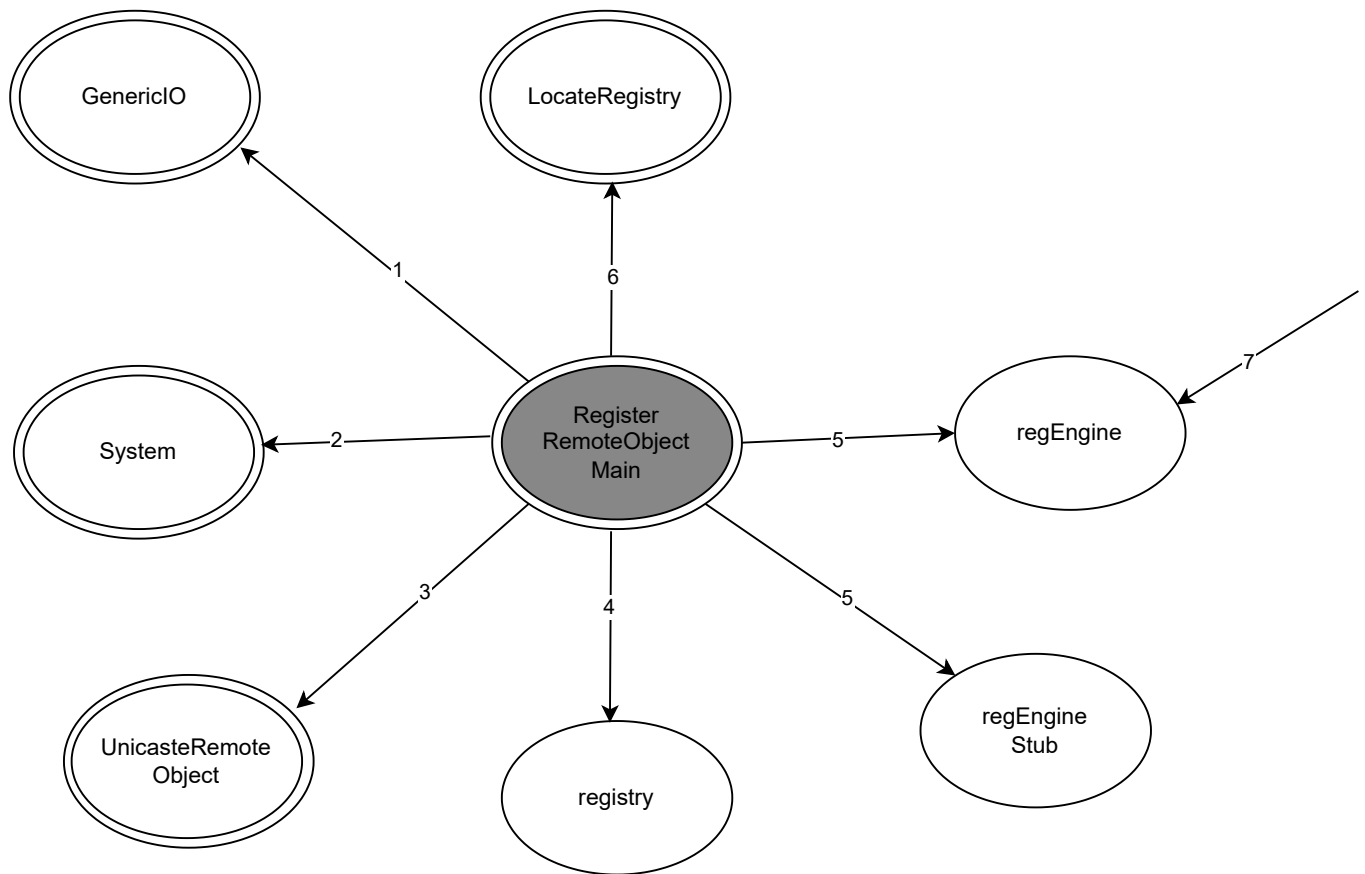 GenericIO
LocateRegistry
1
6
7
Register
RemoteObject
Main
System
2
5
regEngine
3
4
5
UnicasteRemote
Object
registry
regEngine
Stub